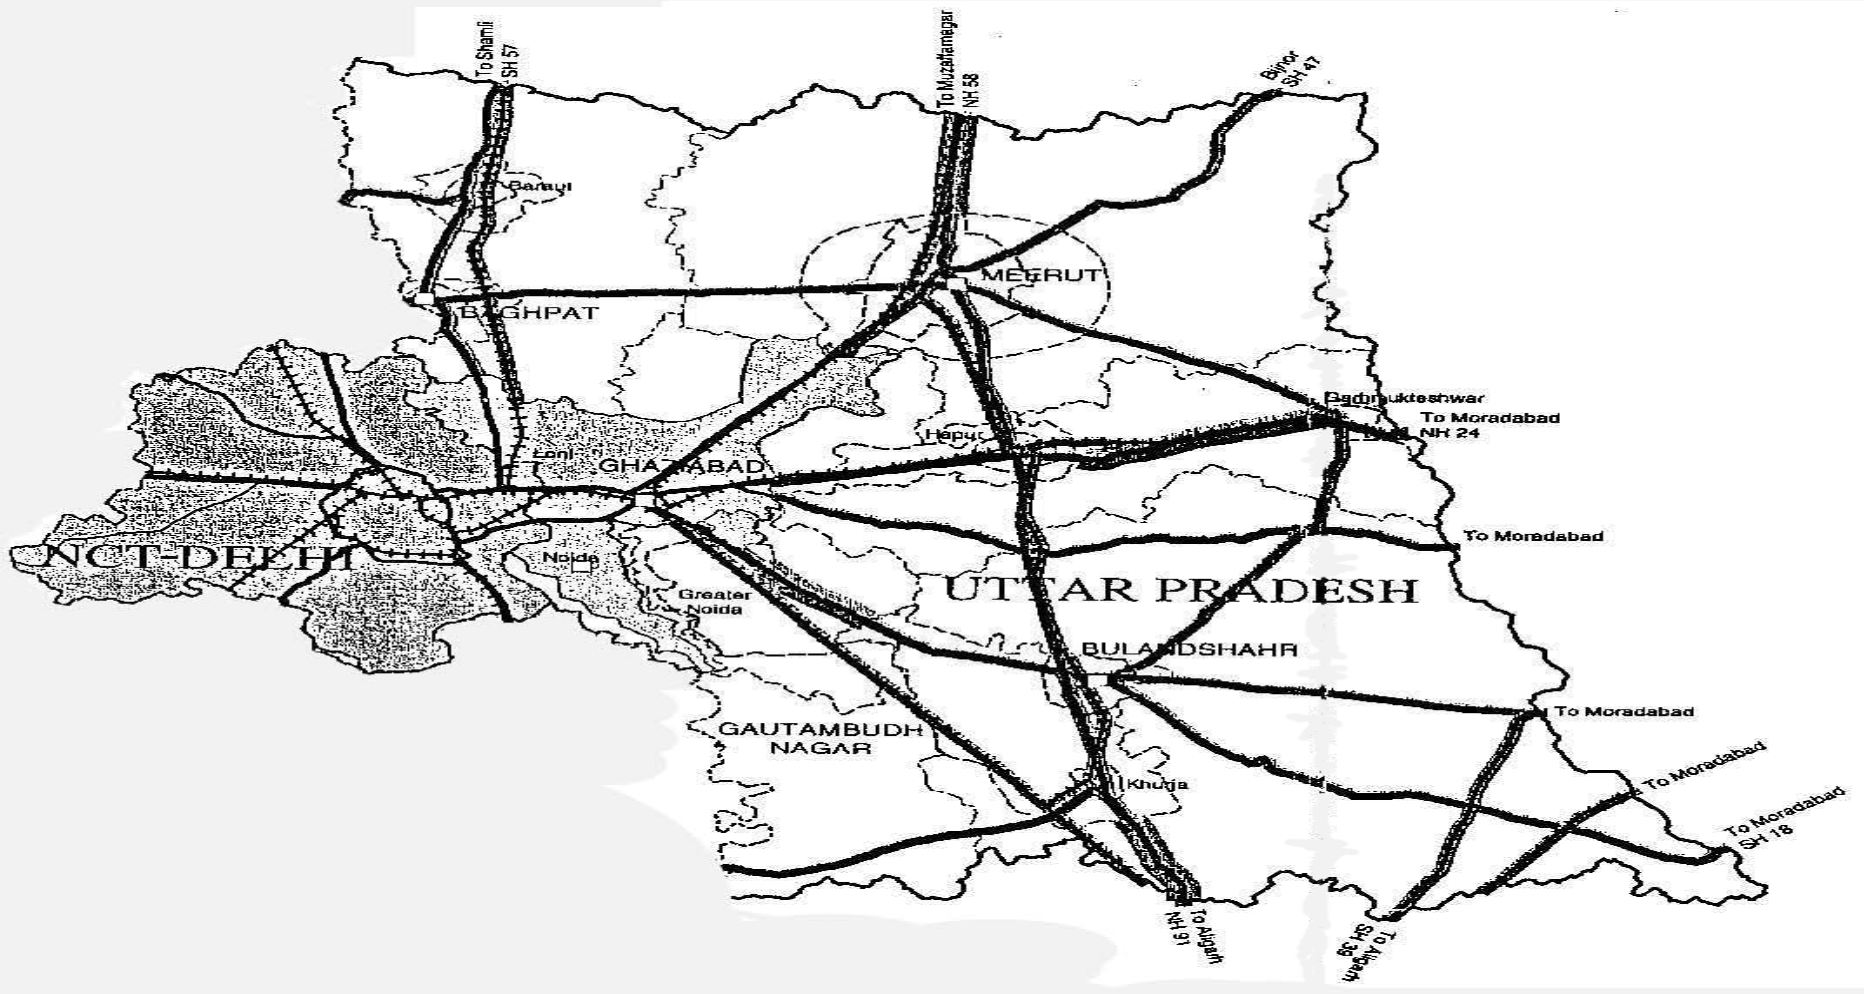 To Shamli
SH 57
To Muzaffarnagar
NH 58
Bijnor
SH 47
Baraut
MEERUT
BAGHPAT
Garhmukteshwar
To Moradabad
NH 24
Hapur
Loni
GHAZIABAD
To Moradabad
NCT-DELHI
Noida
Greater
Noida
UTTAR PRADESH
BULANDSHAHR
To Moradabad
GAUTAMBUDH
NAGAR
Khurja
To Moradabad
To Moradabad
SH 18
To Aligarh
NH 91
To Aligarh
SH 39